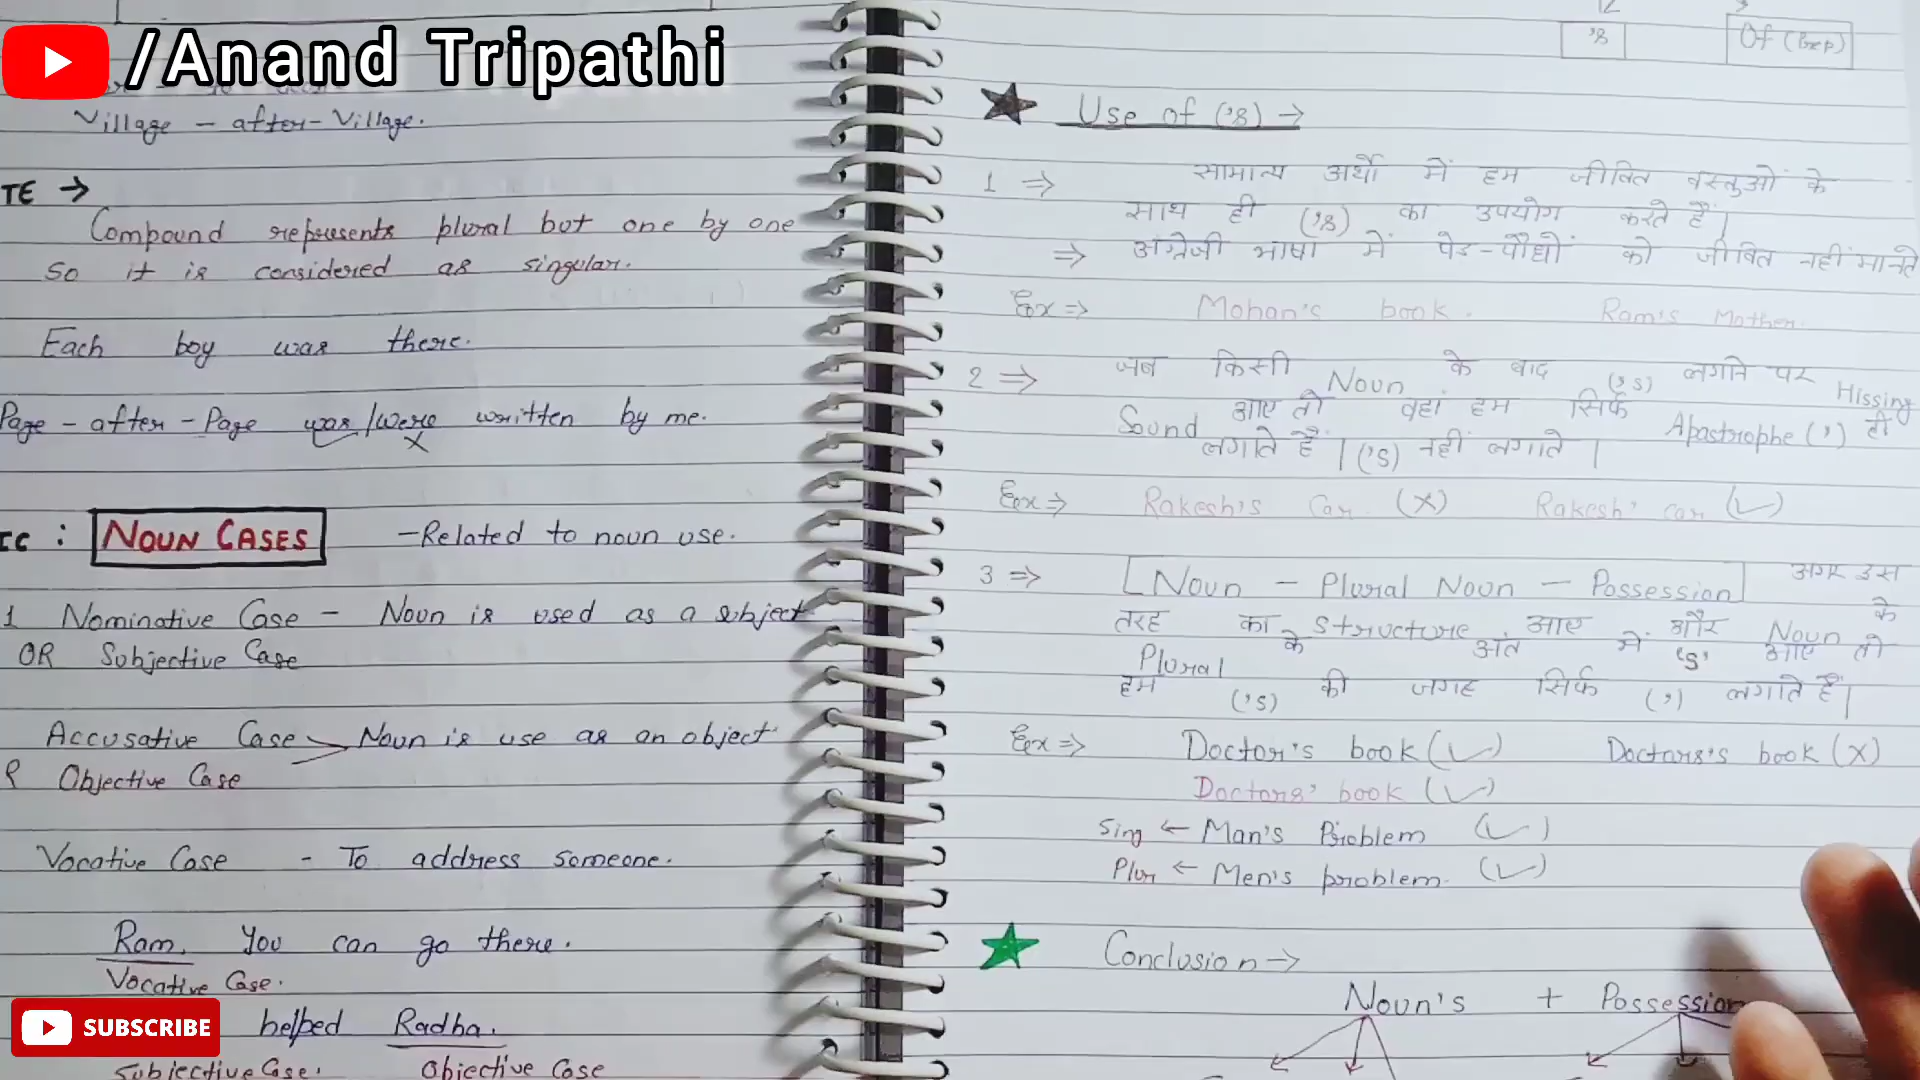 /Anand Tripathi
Village - after - Village.
TE →
Compound represents plural but one by one
so it is considered as singular.
Each boy was there.
Page - after - Page was/were written by me.
x
IC : NOUN CASES - Related to noun use.
1 Nominative Case - Noun is used as a subject
OR Subjective Case
Accusative Case → Noun is use as an object
R Objective Case
Vocative Case - To address someone.
Ram, You can go there.
Vocative Case.
helped Radha.
Subjective Case. Objective Case
SUBSCRIBE
's Of (Prep)
★ Use of ('s) →
1 ⇒ सामान्य अर्थो में हम जीवित वस्तुओं के
साथ ही ('s) का उपयोग करते हैं।
⇒ अंग्रेजी भाषा में पेड-पौधों को जीवित नहीं मानते
Ex ⇒ Mohan's book. Ram's Mother.
2 ⇒ जब किसी Noun के बाद ('s) लगाने पर Hissing
Sound आए तो वहां हम सिर्फ Apastrophe (') ही
लगाते हैं। ('s) नहीं लगाते।
Ex ⇒ Rakesh's Car (x) Rakesh' car (✓)
3 ⇒ [Noun - Plural Noun - Possession] अगर इस
तरह का structure आए और Noun के
Plural के अंत में 's' आए तो
हम ('s) की जगह सिर्फ (') लगाते हैं।
Ex ⇒ Doctor's book (✓) Doctors's book (x)
Doctors' book (✓)
Sing ← Man's Problem (✓)
Plur ← Men's problem. (✓)
★ Conclusion →
Noun's + Possession